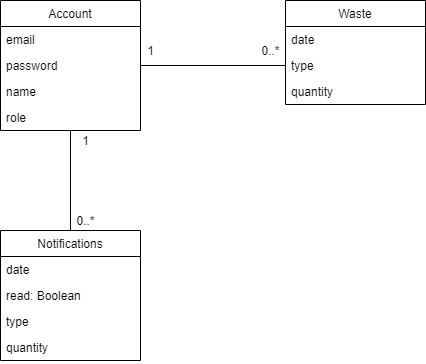 Account
email
password
name
role
1
0..*
Waste
date
type
quantity
1
0..*
Notifications
date
read: Boolean
type
quantity